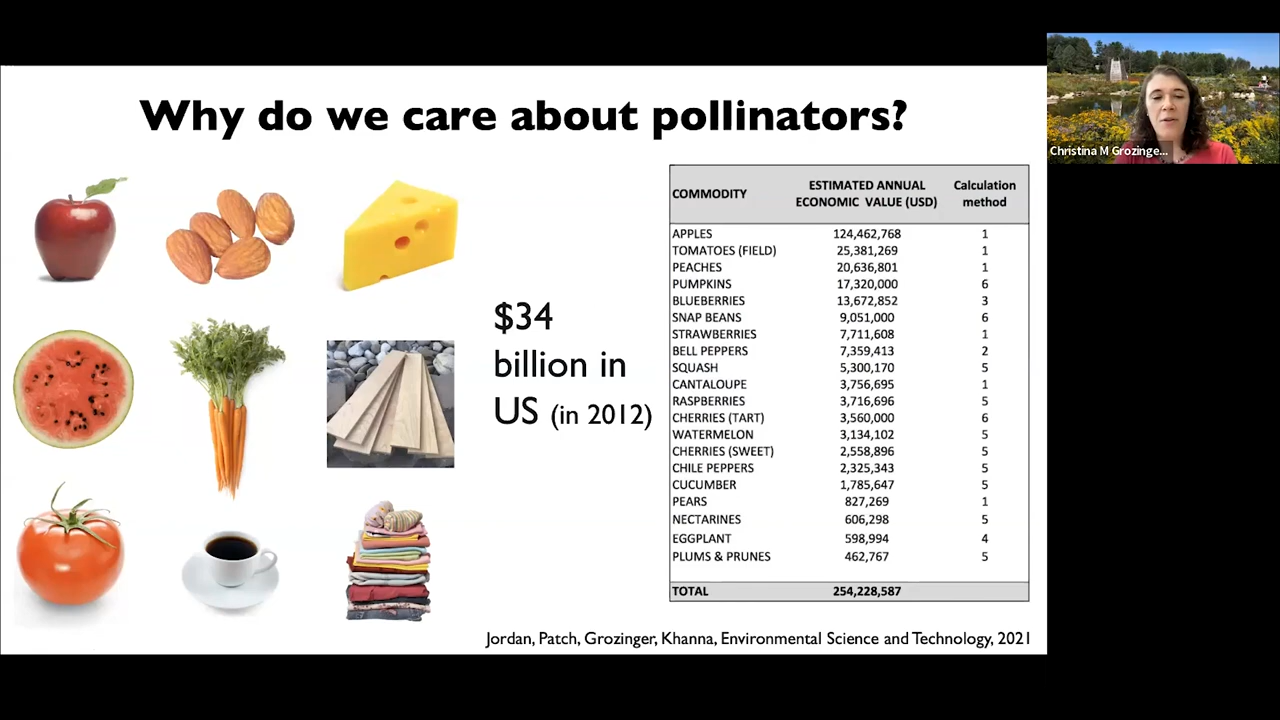 Why do we care about pollinators?
$34
billion in
US (in 2012)
COMMODITY ESTIMATED ANNUAL ECONOMIC VALUE (USD) Calculation method
APPLES 124,462,768 1
TOMATOES (FIELD) 25,381,269 1
PEACHES 20,636,801 1
PUMPKINS 17,320,000 6
BLUEBERRIES 13,672,852 3
SNAP BEANS 9,051,000 6
STRAWBERRIES 7,711,608 1
BELL PEPPERS 7,359,413 2
SQUASH 5,300,170 5
CANTALOUPE 3,756,695 1
RASPBERRIES 3,716,696 5
CHERRIES (TART) 3,560,000 6
WATERMELON 3,134,102 5
CHERRIES (SWEET) 2,558,896 5
CHILE PEPPERS 2,325,343 5
CUCUMBER 1,785,647 5
PEARS 827,269 1
NECTARINES 606,298 5
EGGPLANT 598,994 4
PLUMS & PRUNES 462,767 5
TOTAL 254,228,587
Jordan, Patch, Grozinger, Khanna, Environmental Science and Technology, 2021
Christina M Grozinge...